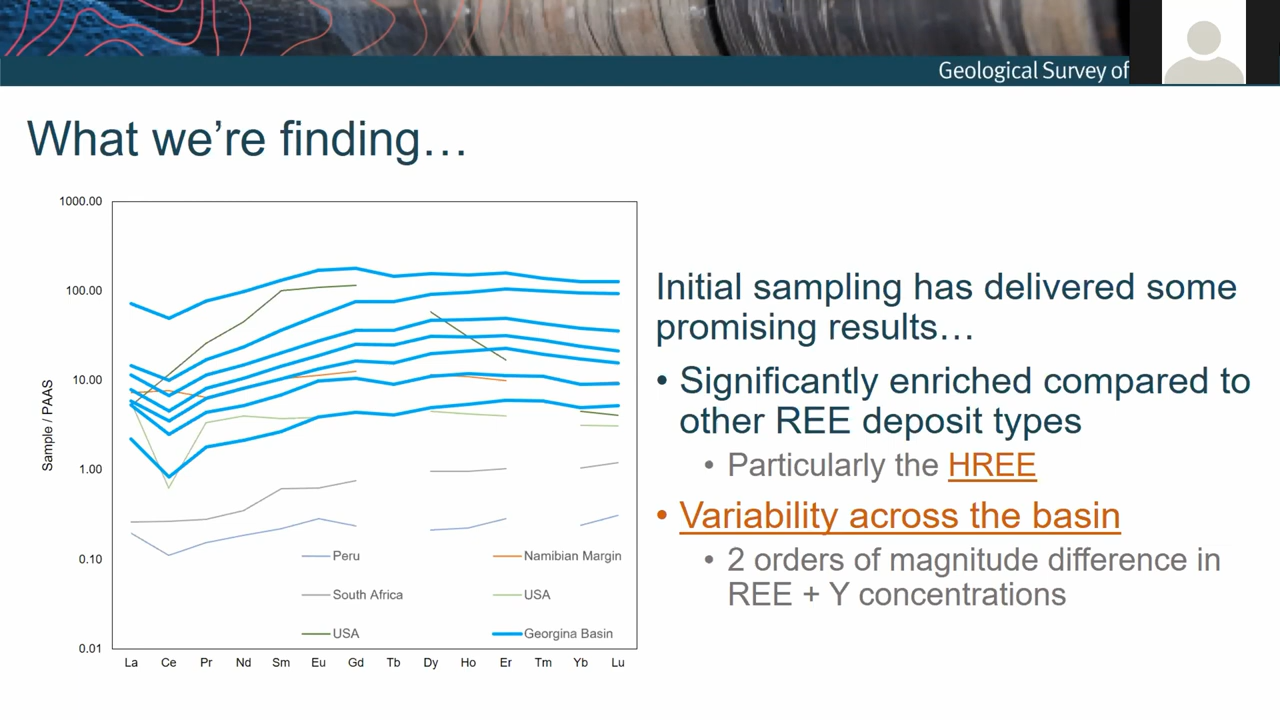 Geological Survey of
What we’re finding…
1000.00
100.00
10.00
1.00
0.10
0.01
Sample / PAAS
La Ce Pr Nd Sm Eu Gd Tb Dy Ho Er Tm Yb Lu
Peru
Namibian Margin
South Africa
USA
USA
Georgina Basin
Initial sampling has delivered some
promising results…
• Significantly enriched compared to
other REE deposit types
• Particularly the HREE
• Variability across the basin
• 2 orders of magnitude difference in
REE + Y concentrations